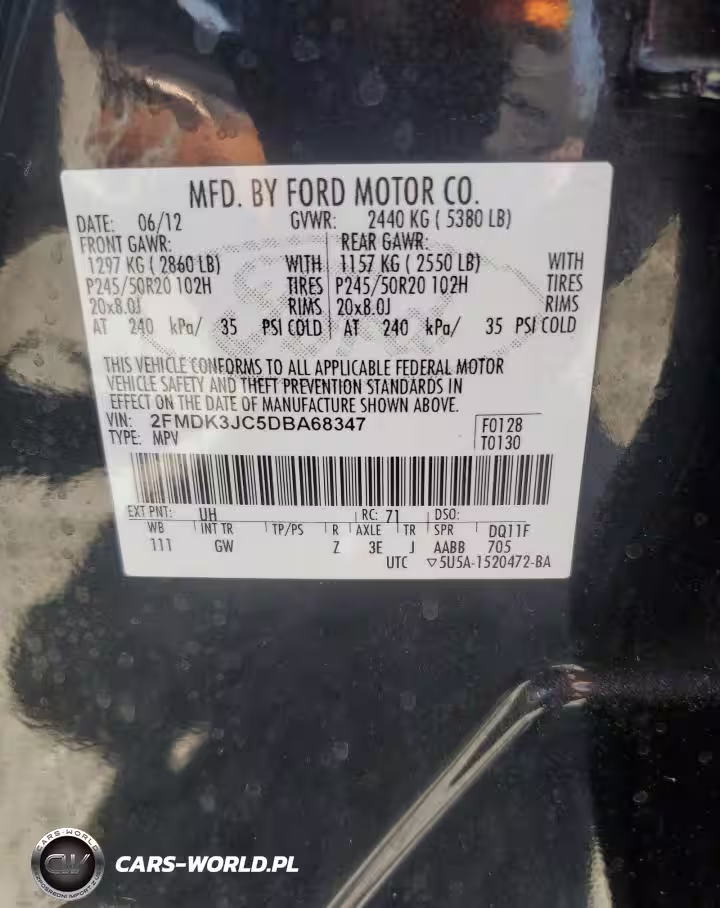 MFD. BY FORD MOTOR CO.
DATE: 06/12 GVWR: 2440 KG ( 5380 LB)
FRONT GAWR: REAR GAWR:
1297 KG ( 2860 LB) WITH 1157 KG ( 2550 LB) WITH
P245/50R20 102H TIRES P245/50R20 102H TIRES
20x8.0J RIMS 20x8.0J RIMS
AT 240 kPa/ 35 PSI COLD AT 240 kPa/ 35 PSI COLD
THIS VEHICLE CONFORMS TO ALL APPLICABLE FEDERAL MOTOR
VEHICLE SAFETY AND THEFT PREVENTION STANDARDS IN
EFFECT ON THE DATE OF MANUFACTURE SHOWN ABOVE.
VIN: 2FMDK3JC5DBA68347 F0128
TYPE: MPV T0130
EXT PNT: UH RC: 71 DSO:
WB INT TR TP/PS R AXLE TR SPR DQ11F
111 GW Z 3E J AABB 705
UTC ▽5U5A-1520472-BA
CARS-WORLD
CW
CARS-WORLD.PL